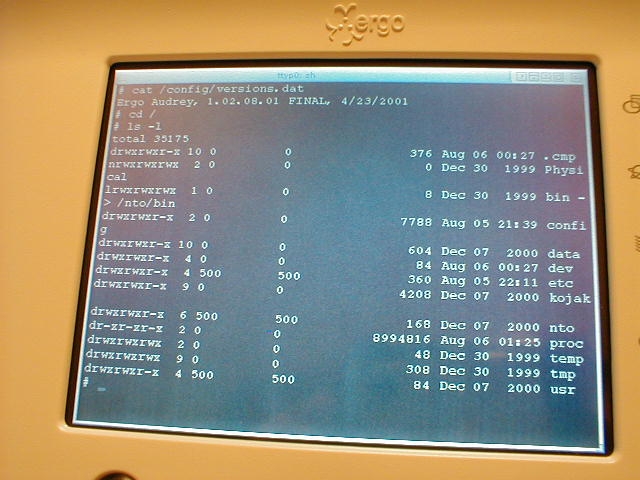 ergo
ttyp0: sh
# cat /config/versions.dat
Ergo Audrey, 1.02.08.01 FINAL, 4/23/2001
# cd /
# ls -l
total 35175
drwxrwxr-x 10 0 0 376 Aug 06 00:27 .cmp
nrwxrwxrwx 2 0 0 0 Dec 30 1999 Physi
cal
lrwxrwxrwx 1 0 0 8 Dec 30 1999 bin -
> /nto/bin
drwxrwxr-x 2 0 0 7788 Aug 05 21:39 confi
g
drwxrwxr-x 10 0 0 604 Dec 07 2000 data
drwxrwxr-x 4 0 0 84 Aug 06 00:27 dev
drwxrwxr-x 4 500 500 360 Aug 05 22:11 etc
drwxrwxr-x 9 0 0 4208 Dec 07 2000 kojak
drwxrwxr-x 6 500 500 168 Dec 07 2000 nto
dr-xr-xr-x 2 0 0 8994816 Aug 06 01:25 proc
drwxrwxrwx 2 0 0 48 Dec 30 1999 temp
drwxrwxrwx 9 0 0 308 Dec 30 1999 tmp
drwxrwxr-x 4 500 500 84 Dec 07 2000 usr
#